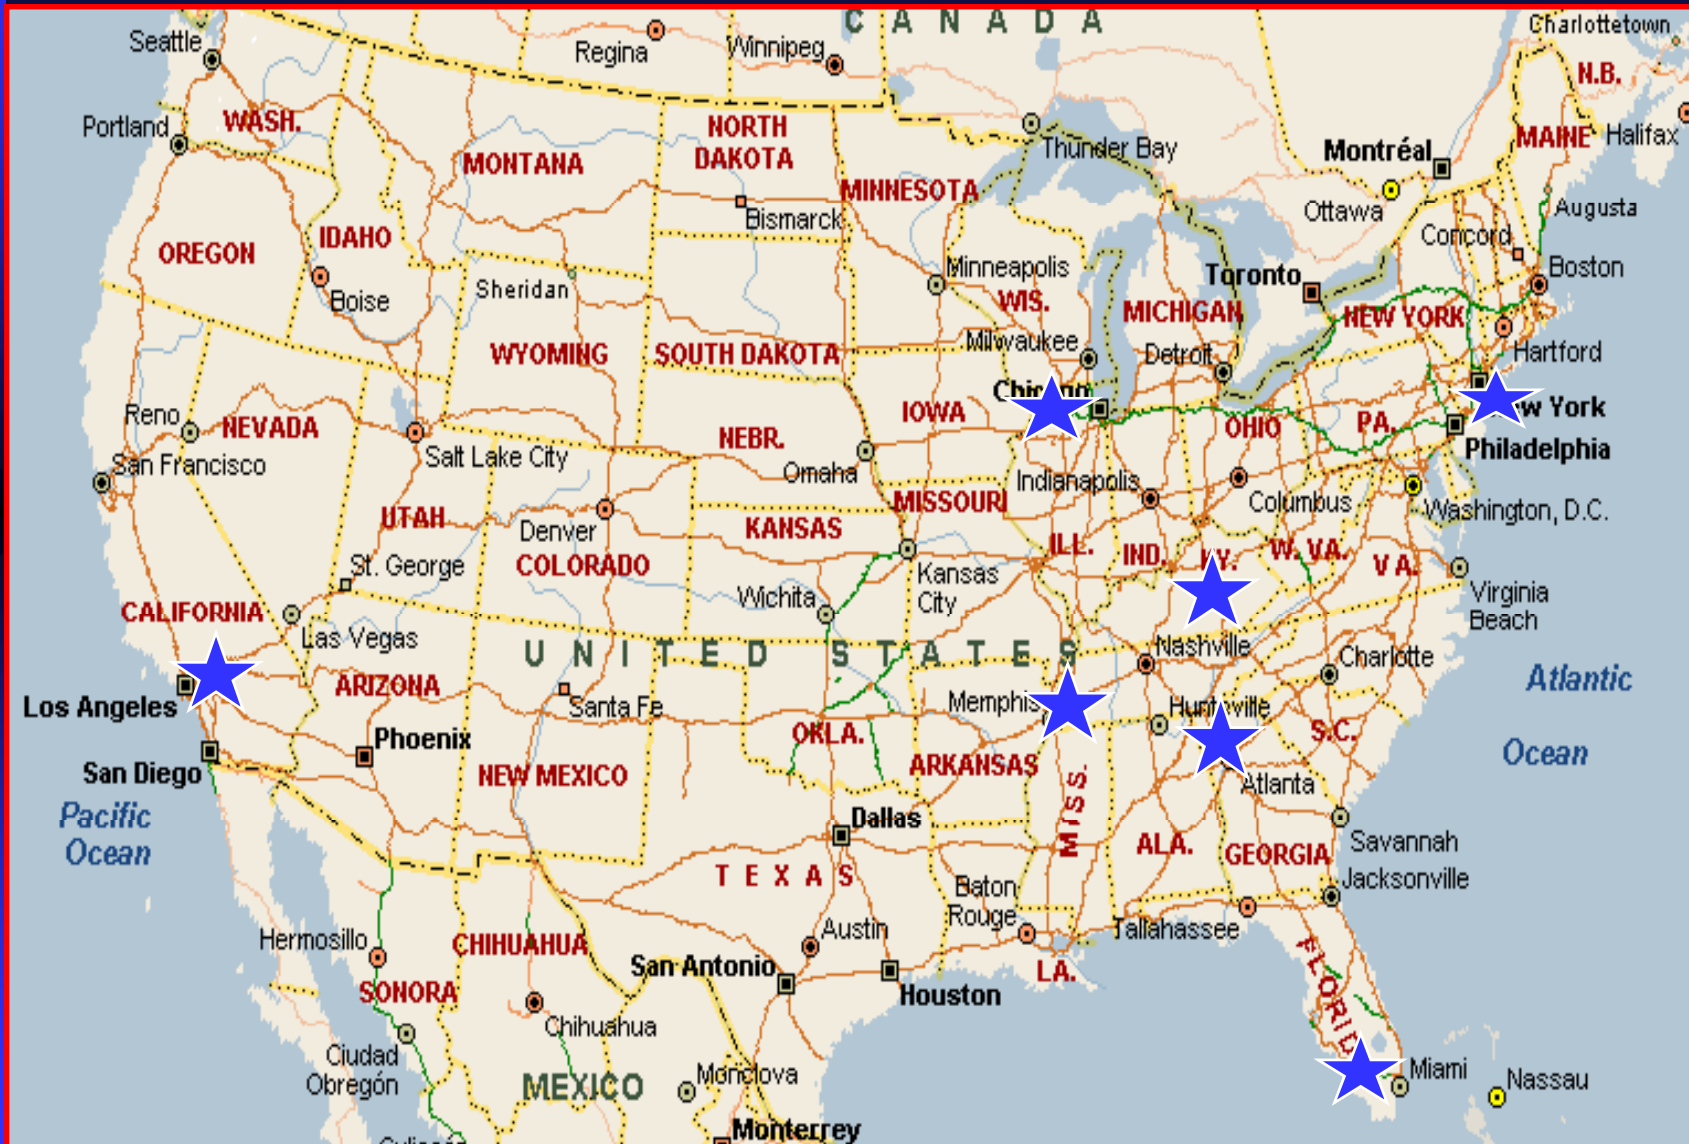 CANADA
Charlottetown
Seattle
Regina
Winnipeg
N.B.
WASH.
Portland
NORTH
DAKOTA
MONTANA
Thunder Bay
Montréal
MAINE
Halifax
MINNESOTA
Bismarck
Ottawa
Augusta
OREGON
IDAHO
Concord
Minneapolis
Toronto
Boston
Sheridan
Boise
WIS.
MICHIGAN
NEW YORK
WYOMING
SOUTH DAKOTA
Milwaukee
Detroit
Hartford
Chicago
Reno
NEVADA
IOWA
OHIO
PA.
New York
NEBR.
Philadelphia
San Francisco
Salt Lake City
Omaha
Indianapolis
Columbus
Washington, D.C.
UTAH
Denver
KANSAS
MISSOURI
COLORADO
ILL.
IND.
KY.
W. VA.
VA.
St. George
Kansas
City
Wichita
Virginia
Beach
CALIFORNIA
Las Vegas
UNITED STATES
Nashville
Charlotte
ARIZONA
Atlantic
Ocean
Los Angeles
Santa Fe
Memphis
Huntsville
Phoenix
OKLA.
S.C.
San Diego
NEW MEXICO
ARKANSAS
Atlanta
Pacific
Ocean
Dallas
MISS.
ALA.
GEORGIA
Savannah
TEXAS
Baton
Rouge
Jacksonville
Hermosillo
CHIHUAHUA
Austin
Tallahassee
San Antonio
LA.
FLORID
SONORA
Houston
Chihuahua
Ciudad
Obregón
MEXICO
Monclova
Miami
Nassau
Monterrey